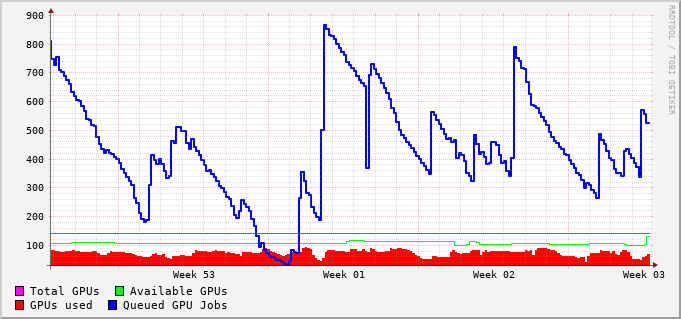 900
800
700
600
500
400
300
200
100
Week 53 Week 01 Week 02 Week 03
Total GPUs Available GPUs
GPUs used Queued GPU Jobs
RRDTOOL / TOBI OETIKER